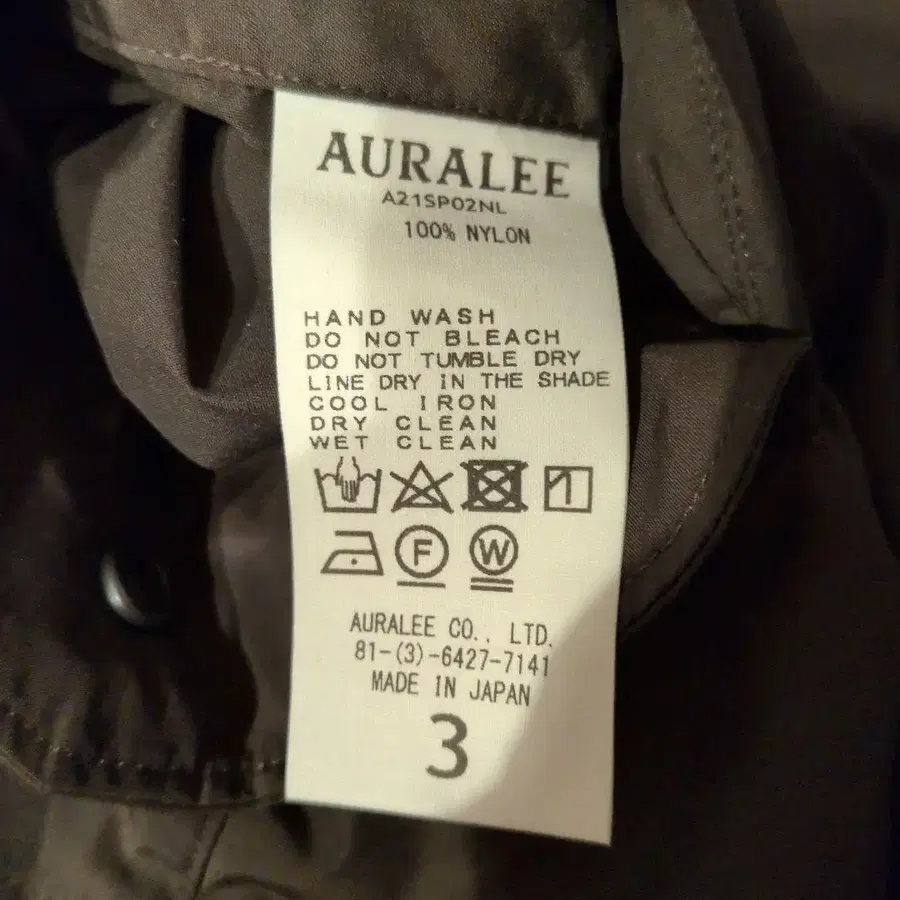 AURALEE
A21SP02NL
100% NYLON
HAND WASH
DO NOT BLEACH
DO NOT TUMBLE DRY
LINE DRY IN THE SHADE
COOL IRON
DRY CLEAN
WET CLEAN
F W
AURALEE CO., LTD.
81-(3)-6427-7141
MADE IN JAPAN
3